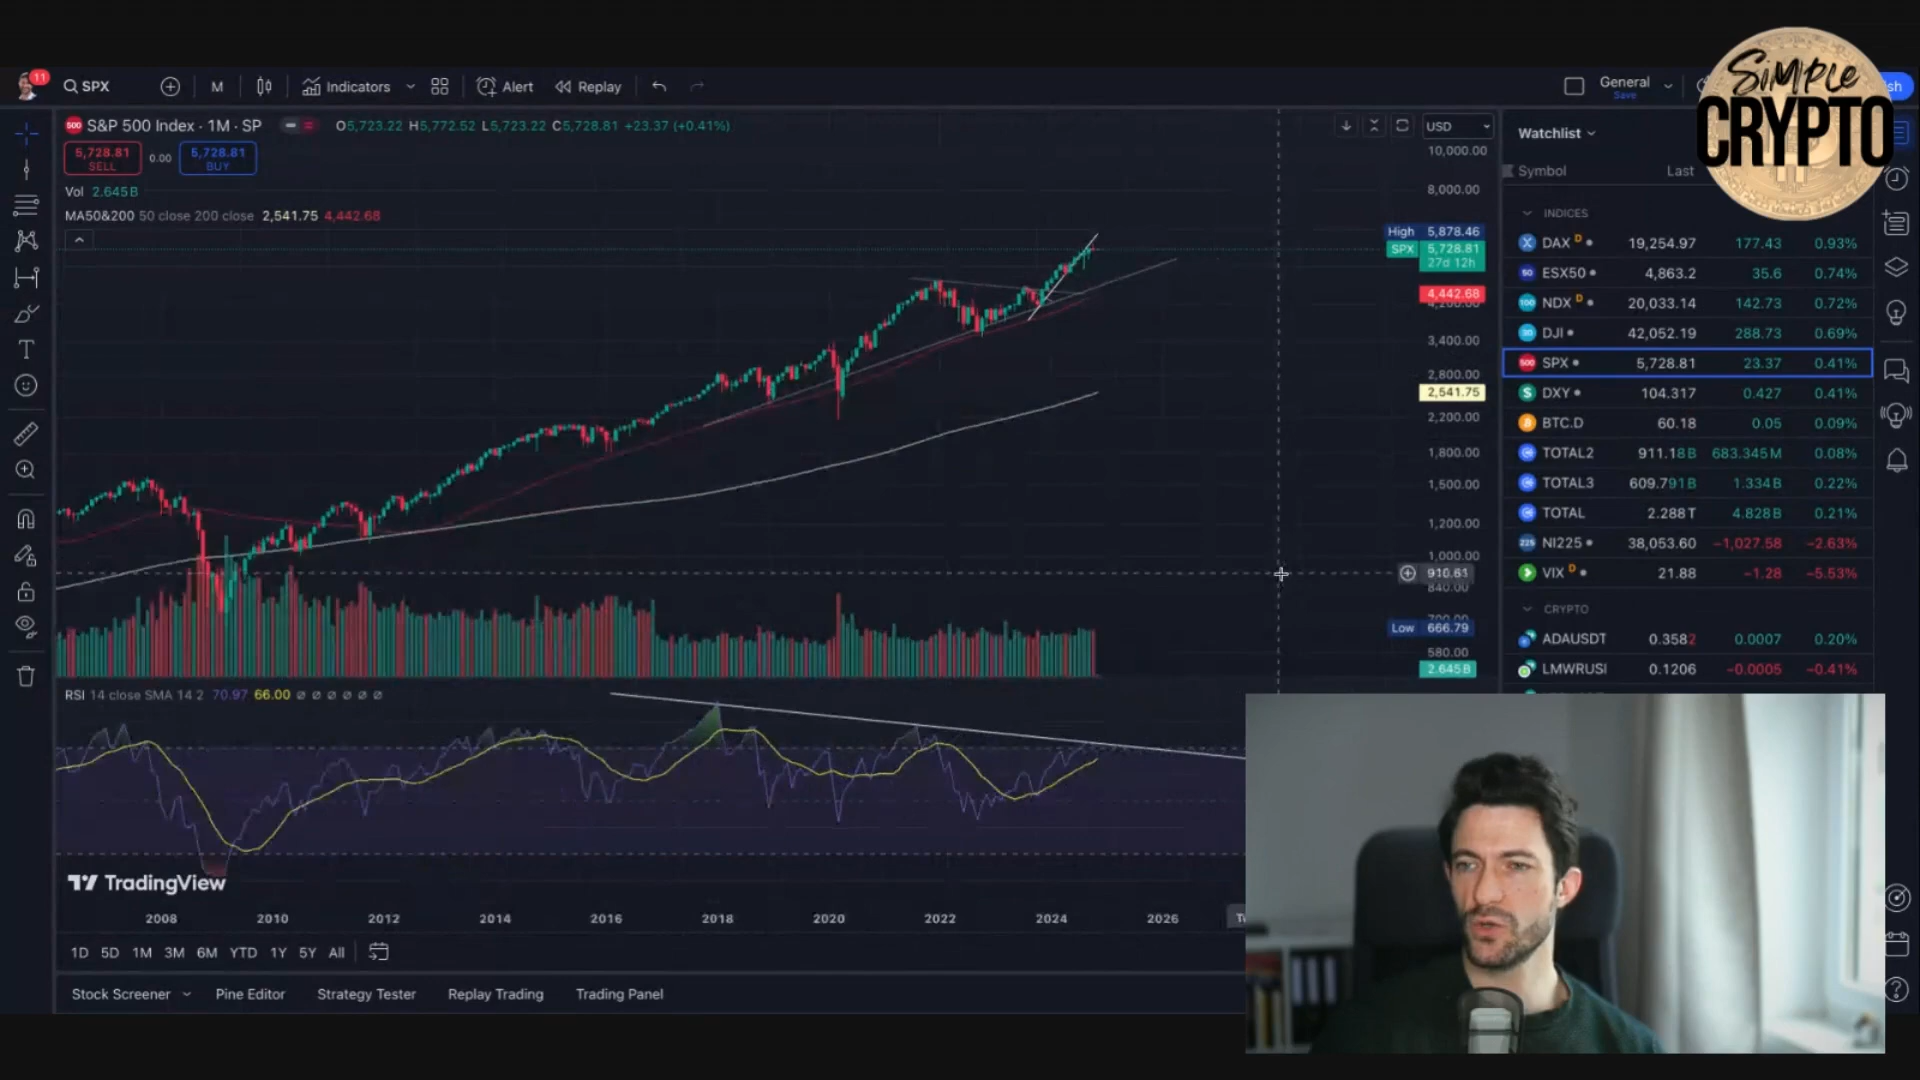 11
SPX
M
Indicators
Alert
Replay
General
Save
sh
SIMPLE
CRYPTO
S&P 500 Index · 1M · SP
O5,723.22 H5,772.52 L5,723.22 C5,728.81 +23.37 (+0.41%)
5,728.81
SELL
0.00
5,728.81
BUY
Vol 2.645B
MA50&200 50 close 200 close 2,541.75 4,442.68
USD
10,000.00
8,000.00
High 5,878.46
SPX 5,728.81
27d 12h
4,442.68
4,200.00
3,400.00
2,800.00
2,541.75
2,200.00
1,800.00
1,500.00
1,200.00
1,000.00
910.61
840.00
700.00
Low 666.79
580.00
2.645B
RSI 14 close SMA 14 2 70.97 66.00 ∅ ∅ ∅ ∅ ∅ ∅
TradingView
2008 2010 2012 2014 2016 2018 2020 2022 2024 2026
1D 5D 1M 3M 6M YTD 1Y 5Y All
Stock Screener Pine Editor Strategy Tester Replay Trading Trading Panel
Watchlist
Symbol Last
INDICES
DAX D 19,254.97 177.43 0.93%
50 ESX50 4,863.2 35.6 0.74%
100 NDX D 20,033.14 142.73 0.72%
30 DJI 42,052.19 288.73 0.69%
500 SPX 5,728.81 23.37 0.41%
DXY 104.317 0.427 0.41%
BTC.D 60.18 0.05 0.09%
TOTAL2 911.18B 683.345M 0.08%
TOTAL3 609.791B 1.334B 0.22%
TOTAL 2.288T 4.828B 0.21%
225 NI225 38,053.60 −1,027.58 −2.63%
VIX D 21.88 −1.28 −5.53%
CRYPTO
ADAUSDT 0.3582 0.0007 0.20%
LMWRUSI 0.1206 −0.0005 −0.41%